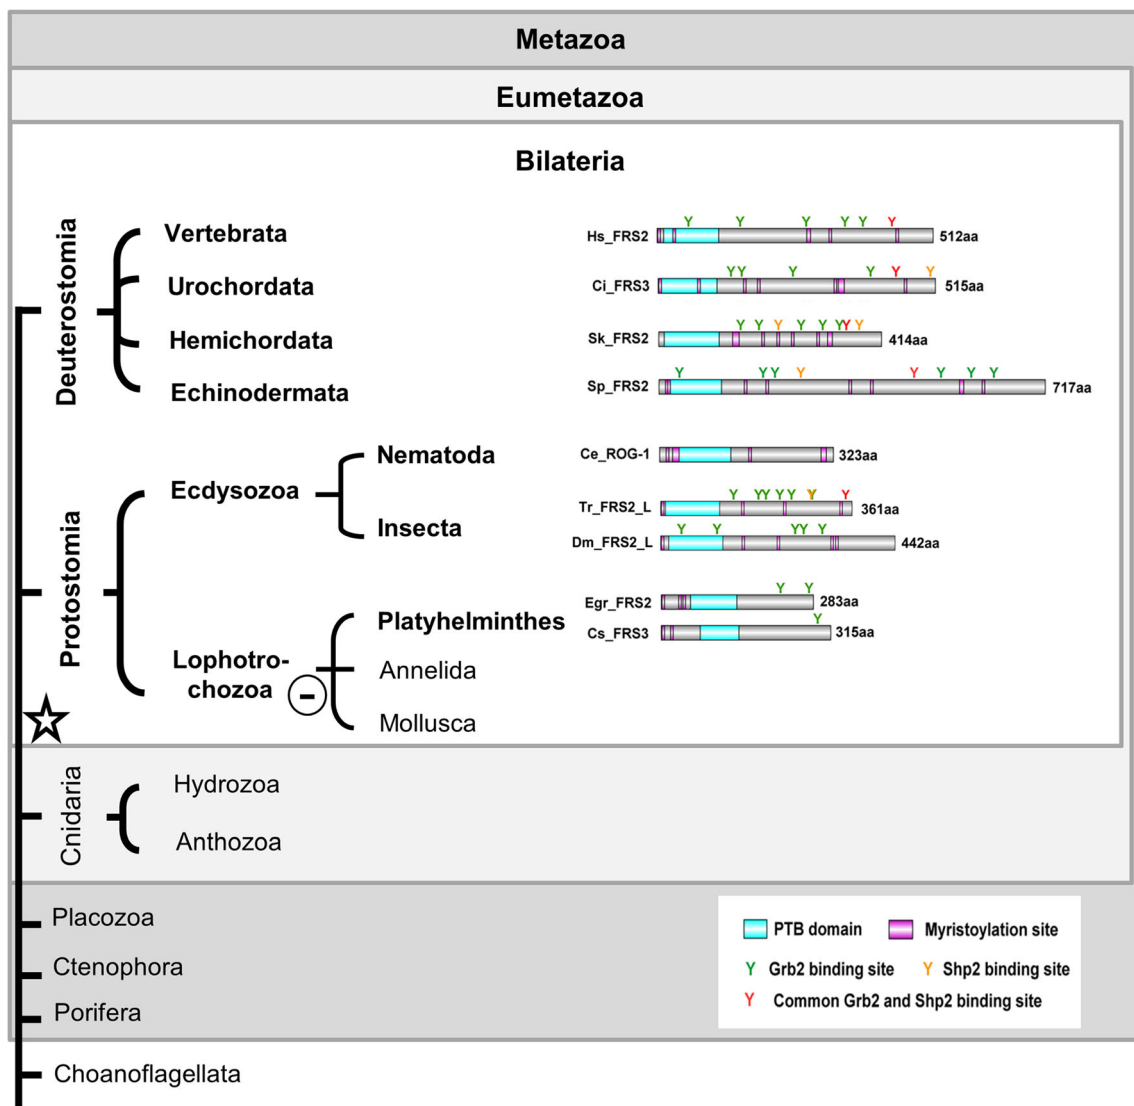 Metazoa
Eumetazoa
Bilateria
Deuterostomia
Vertebrata
Urochordata
Hemichordata
Echinodermata
Y Y Y Y Y Y
Hs_FRS2 512aa
Y Y Y Y Y Y
Ci_FRS3 515aa
Y Y Y Y Y Y Y Y
Sk_FRS2 414aa
Y Y Y Y Y Y Y Y
Sp_FRS2 717aa
Protostomia
Ecdysozoa
Nematoda
Insecta
Ce_ROG-1 323aa
Y Y Y Y Y Y Y
Tr_FRS2_L 361aa
Y Y Y Y Y
Dm_FRS2_L 442aa
Lophotro-
chozoa
−
Platyhelminthes
Annelida
Mollusca
Y Y
Egr_FRS2 283aa
Y
Cs_FRS3 315aa
Cnidaria
Hydrozoa
Anthozoa
Placozoa
Ctenophora
Porifera
Choanoflagellata
PTB domain Myristoylation site
Y Grb2 binding site Y Shp2 binding site
Y Common Grb2 and Shp2 binding site